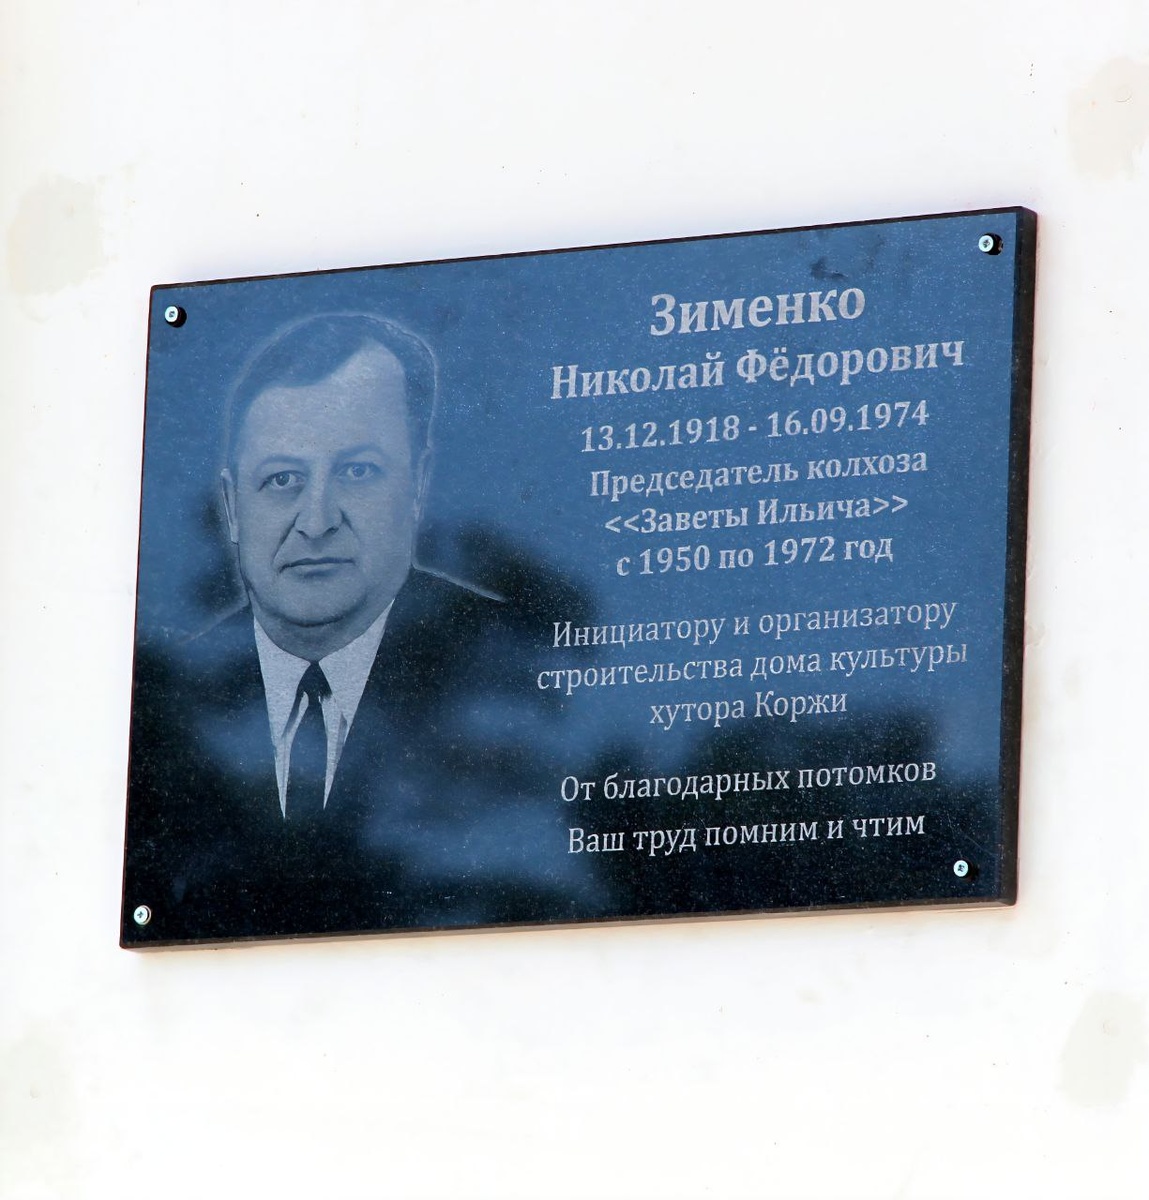 Зименко
Николай Фёдорович
13.12.1918 - 16.09.1974
Председатель колхоза
<<Заветы Ильича>>
с 1950 по 1972 год
Инициатору и организатору
строительства дома культуры
хутора Коржи
От благодарных потомков
Ваш труд помним и чтим